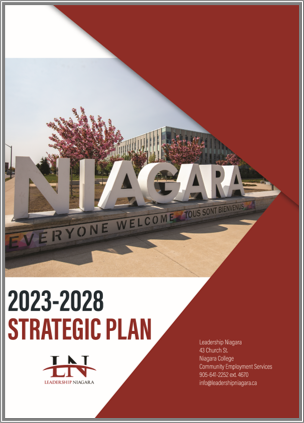 NIAGARA
EVERYONE WELCOME TOUS SONT BIENVENUS
2023-2028
STRATEGIC PLAN
LN
LEADERSHIP NIAGARA
Leadership Niagara
43 Church St.
Niagara College
Community Employment Services
905-641-2252 ext. 4670
info@leadershipniagara.ca